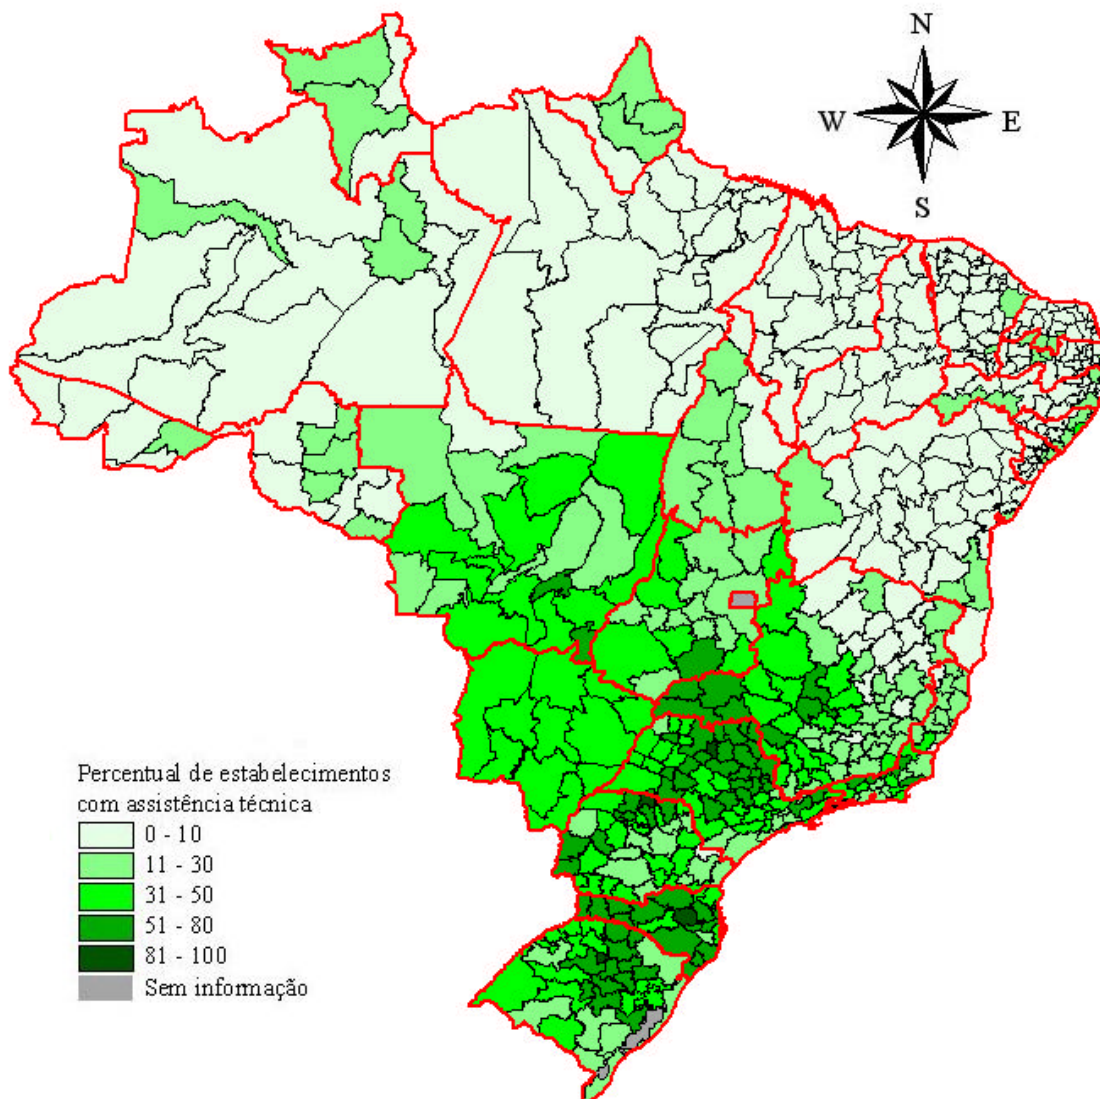 N
W E
S
Percentual de estabelecimentos
com assistência técnica
0 - 10
11 - 30
31 - 50
51 - 80
81 - 100
Sem informação